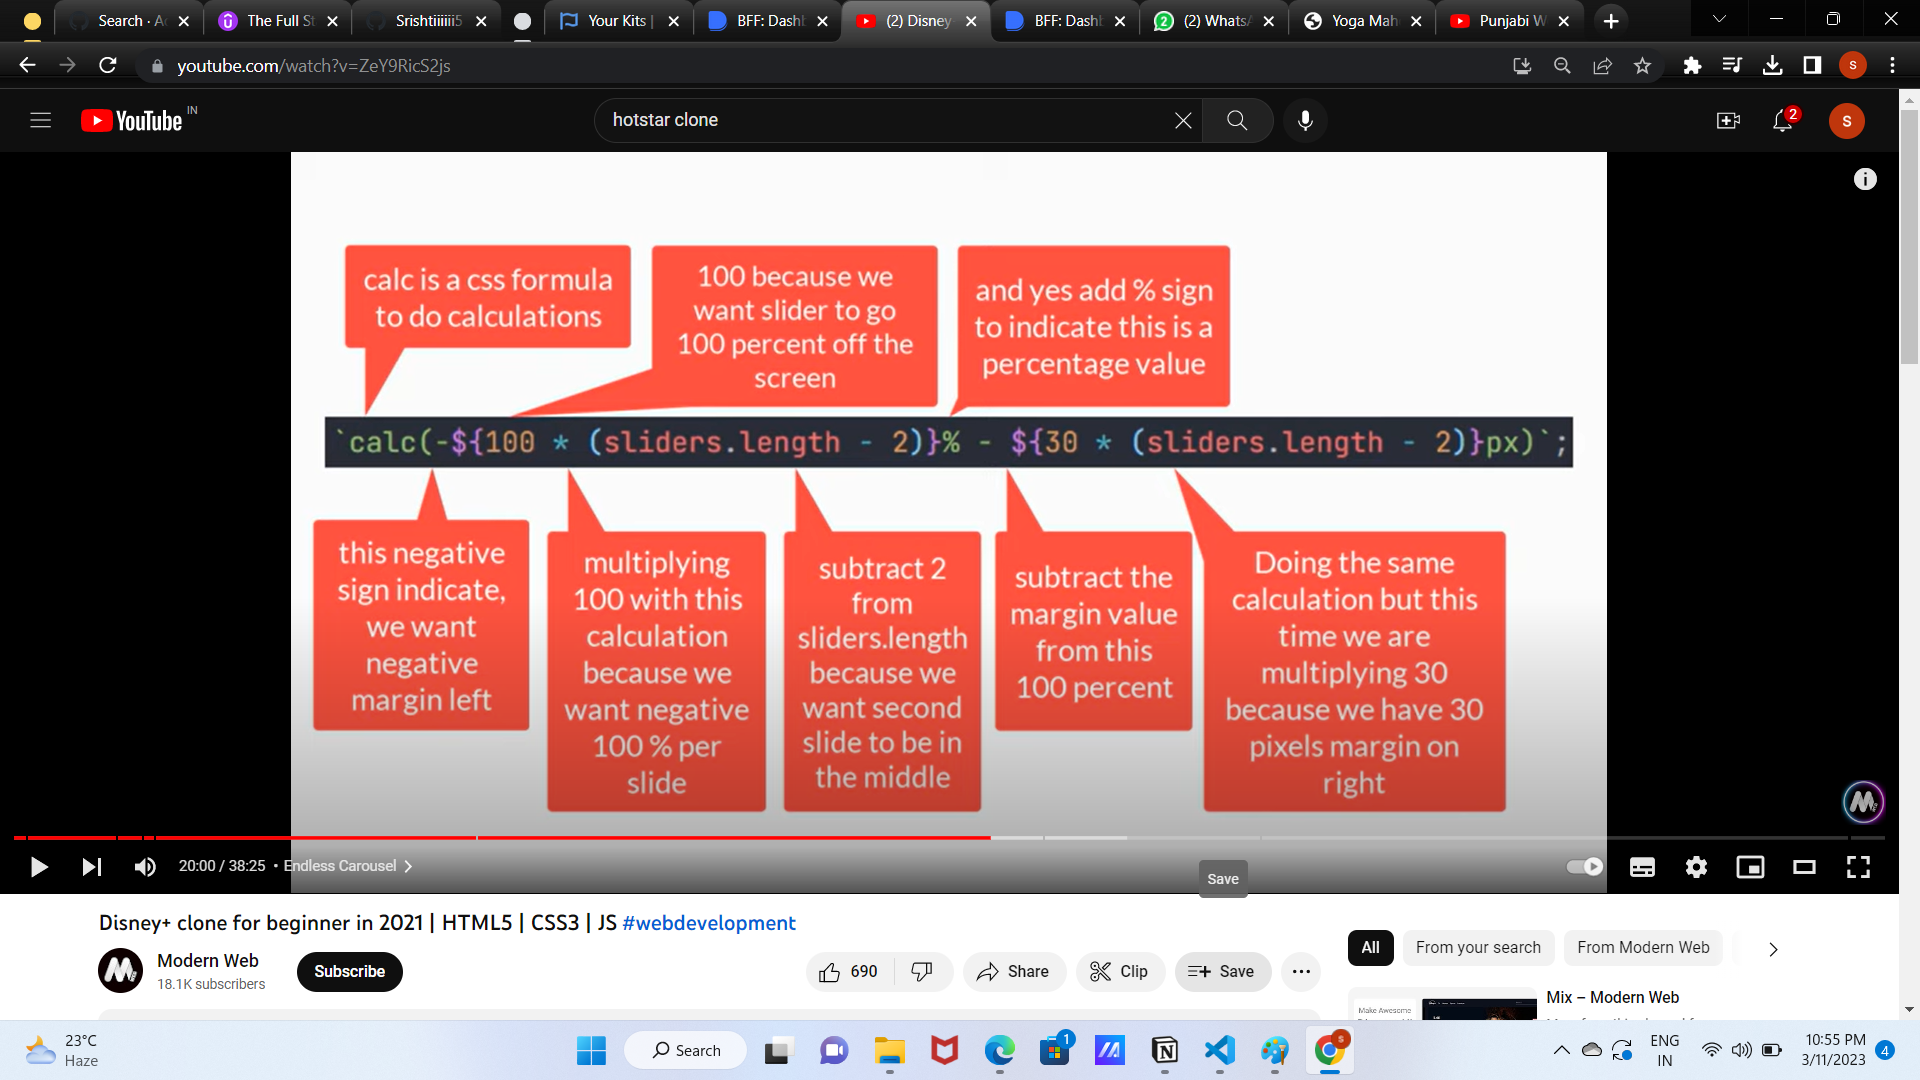 Search · A
The Full St
Srishtiiiiii5
Your Kits |
BFF: Dashb
(2) Disney
BFF: Dashb
(2) WhatsA
Yoga Mah
Punjabi W
youtube.com/watch?v=ZeY9RicS2js
s
YouTube IN
hotstar clone
2
s
calc is a css formula
to do calculations
100 because we
want slider to go
100 percent off the
screen
and yes add % sign
to indicate this is a
percentage value
`calc(-${100 * (sliders.length - 2)}% - ${30 * (sliders.length - 2)}px)`;
this negative
sign indicate,
we want
negative
margin left
multiplying
100 with this
calculation
because we
want negative
100 % per
slide
subtract 2
from
sliders.length
because we
want second
slide to be in
the middle
subtract the
margin value
from this
100 percent
Doing the same
calculation but this
time we are
multiplying 30
because we have 30
pixels margin on
right
20:00 / 38:25 • Endless Carousel
Save
Disney+ clone for beginner in 2021 | HTML5 | CSS3 | JS #webdevelopment
Modern Web
18.1K subscribers
Subscribe
690
Share
Clip
Save
All
From your search
From Modern Web
Make Awesome
Mix – Modern Web
23°C
Haze
Search
1
s
ENG
IN
10:55 PM
3/11/2023
4